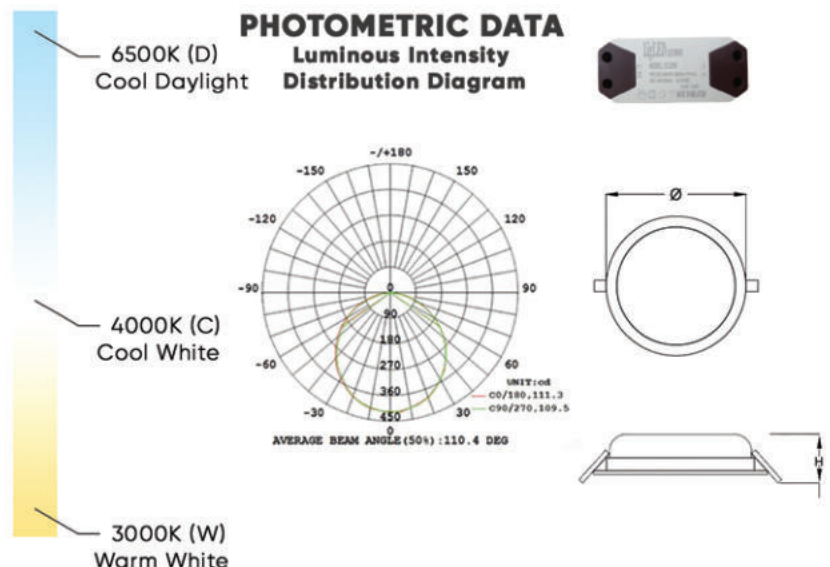 PHOTOMETRIC DATA
Luminous Intensity
Distribution Diagram
6500K (D)
Cool Daylight
4000K (C)
Cool White
3000K (W)
Warm White
-/+180
-150
150
-120
120
-90
90
-60
60
-30
30
0
0
90
180
270
360
450
UNIT:cd
C0/180,111.3
C90/270,109.5
AVERAGE BEAM ANGLE(50%):110.4 DEG
Ø
H